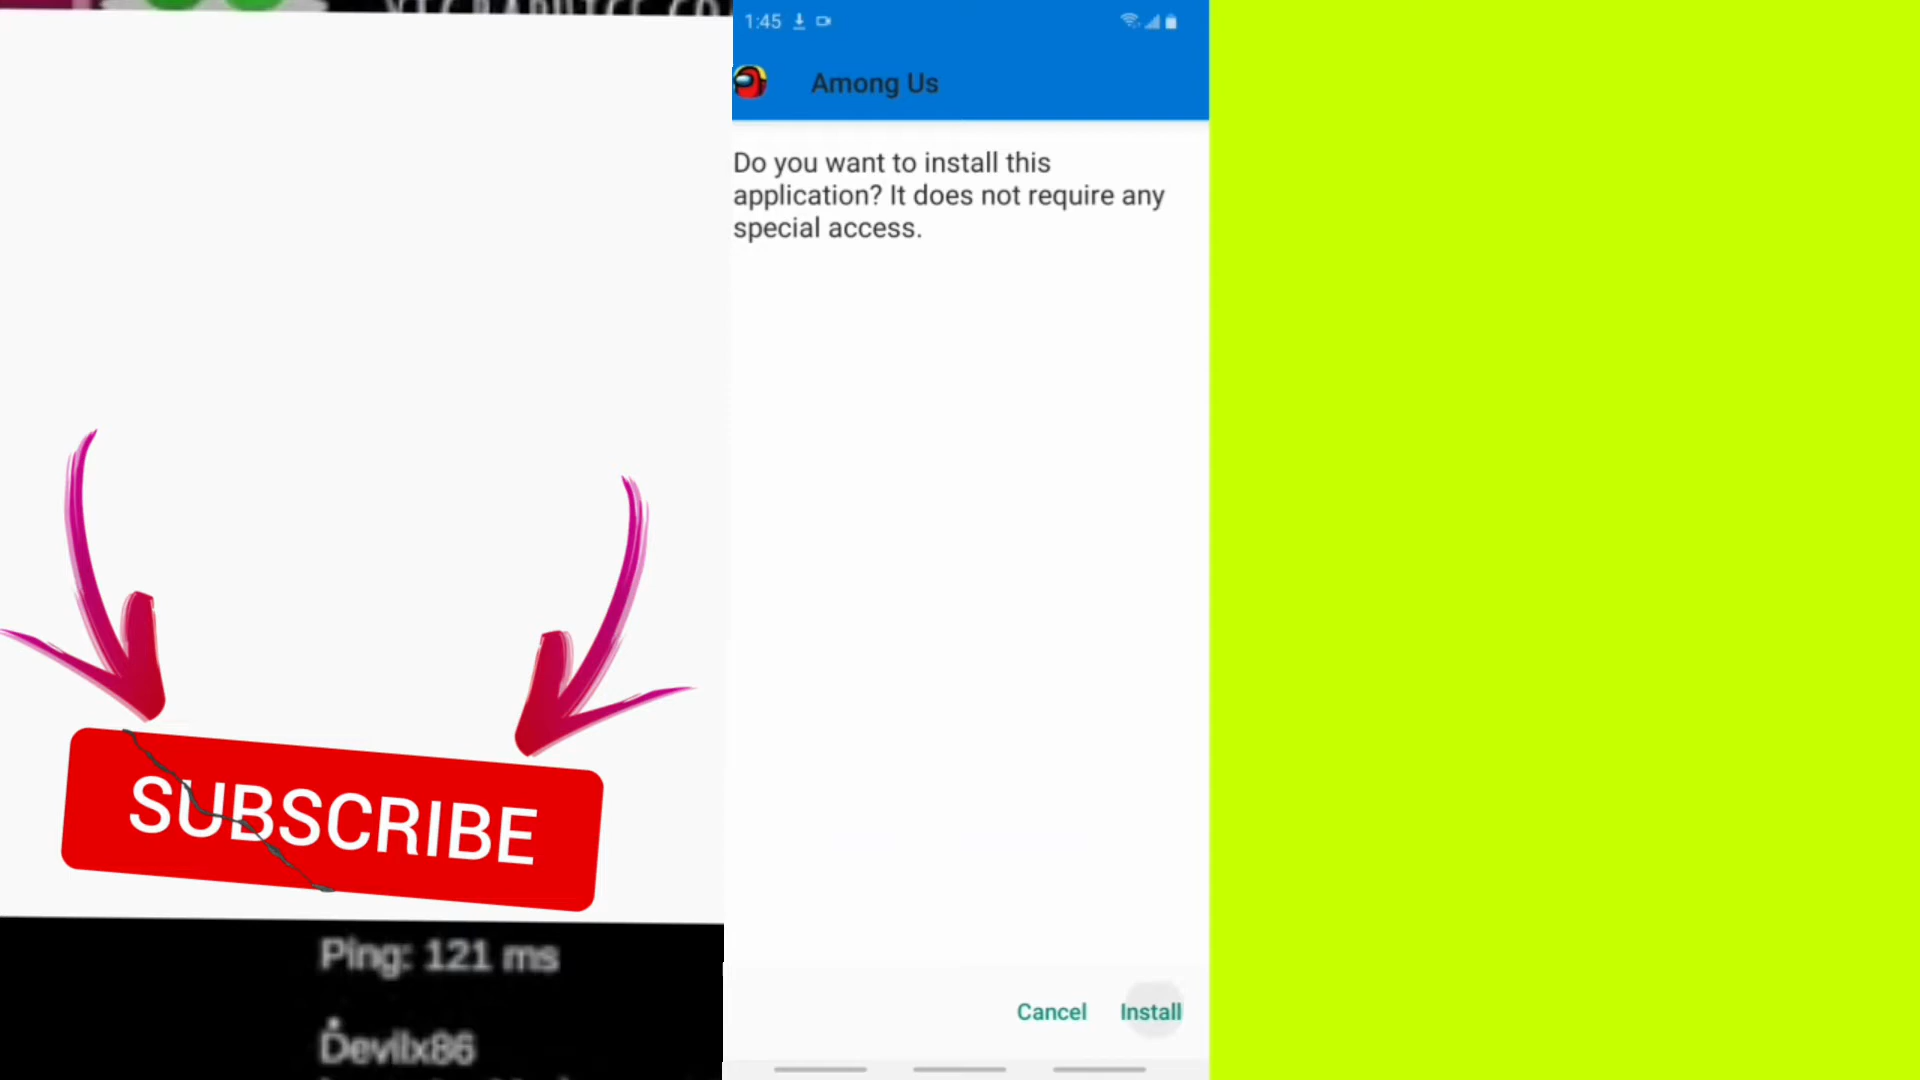 1:45
Among Us
Do you want to install this
application? It does not require any
special access.
SUBSCRIBE
Ping: 121 ms
Devilx86
Cancel Install